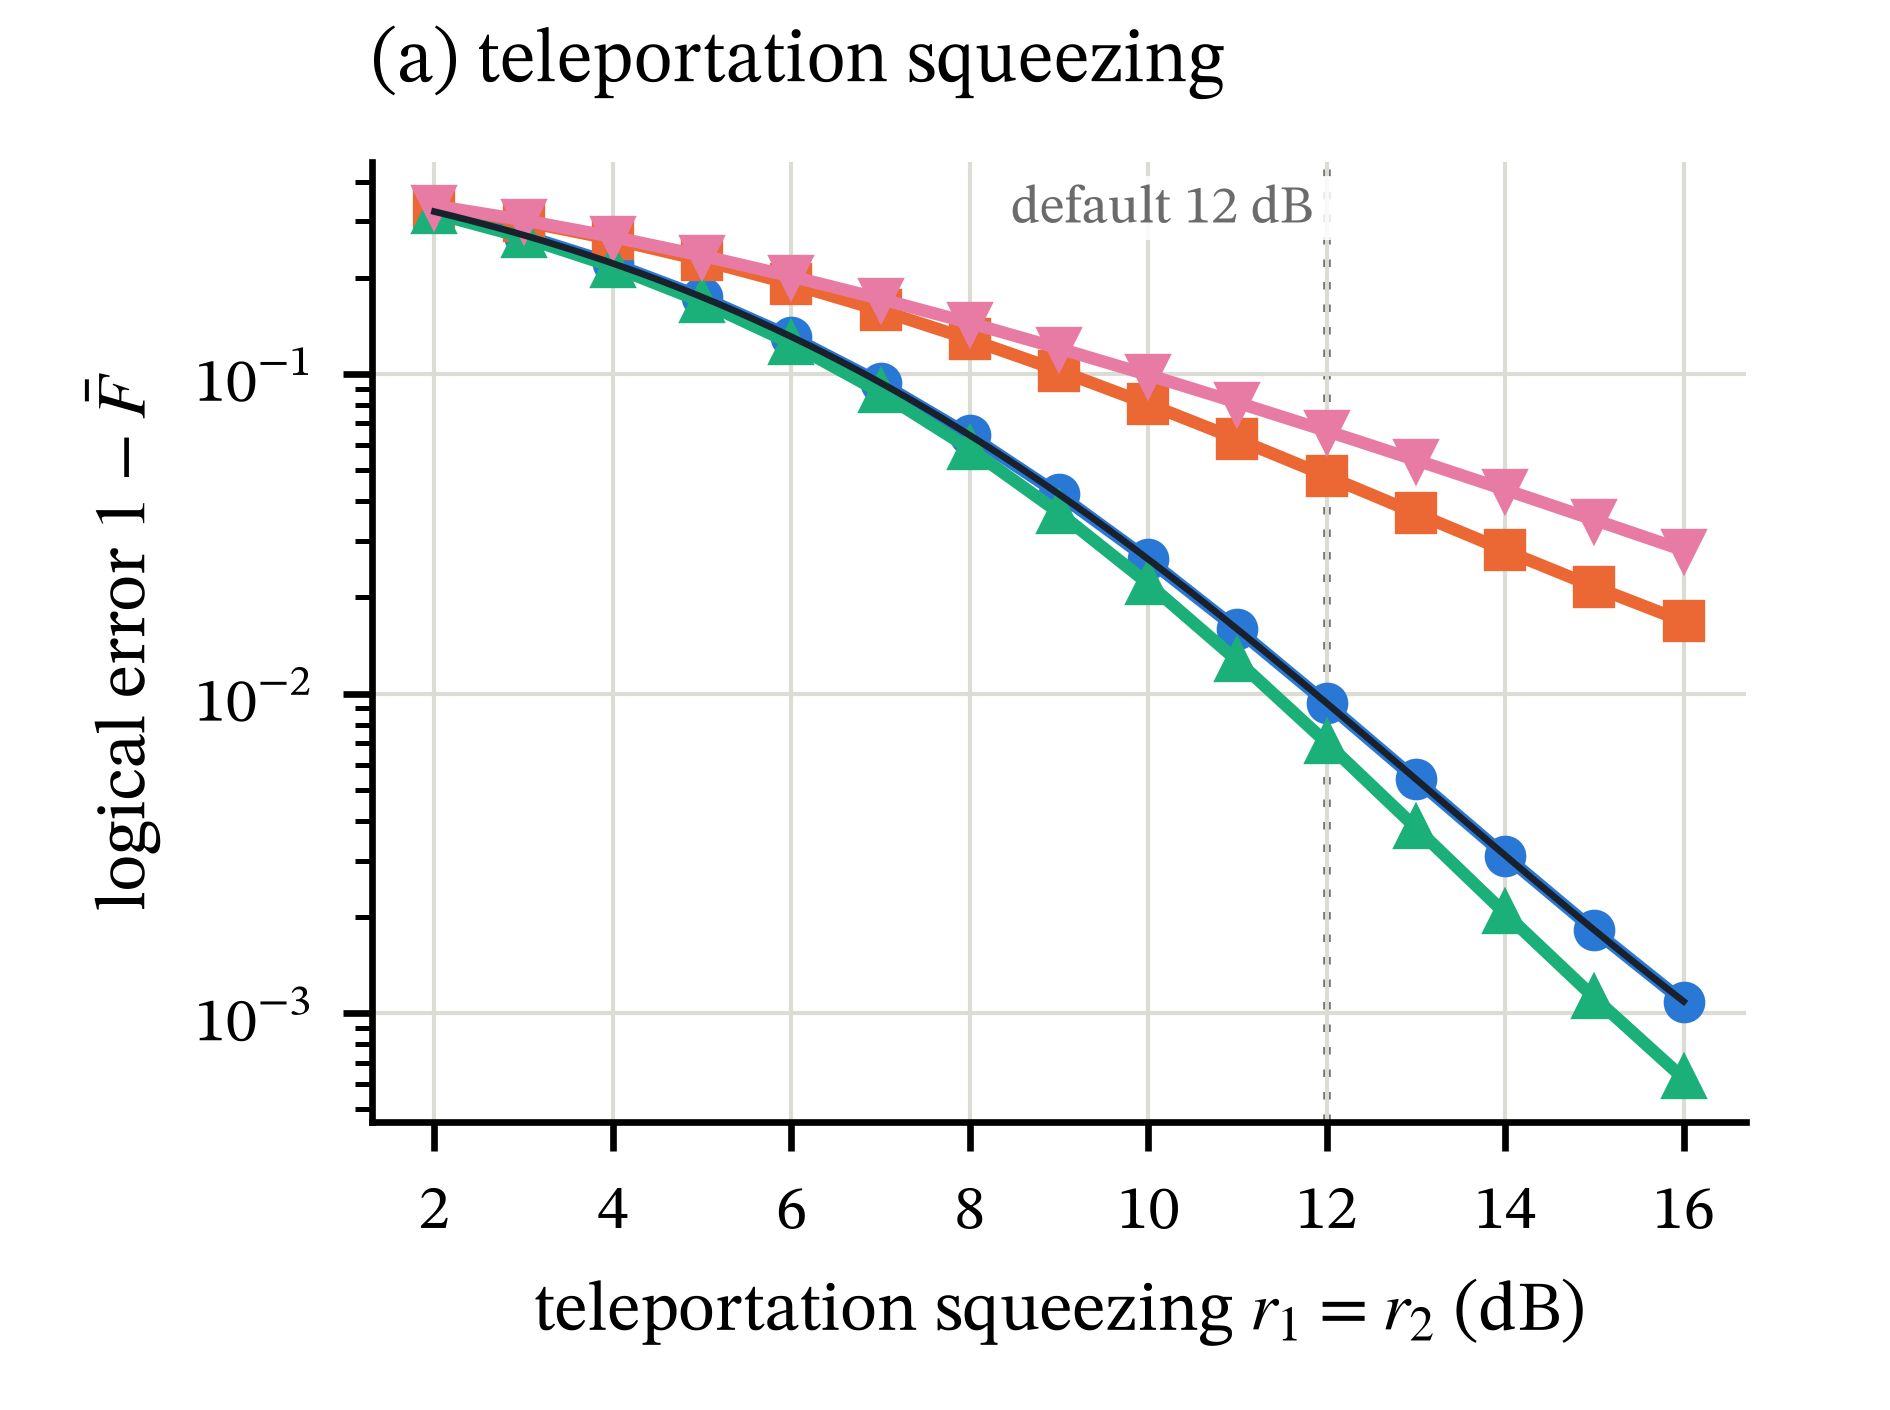 (a) teleportation squeezing
default 12 dB
logical error 1 − F̄
10⁻¹
10⁻²
10⁻³
2 4 6 8 10 12 14 16
teleportation squeezing r₁ = r₂ (dB)